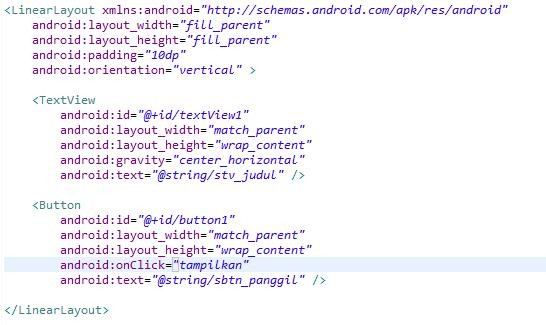 <LinearLayout xmlns:android="http://schemas.android.com/apk/res/android"
    android:layout_width="fill_parent"
    android:layout_height="fill_parent"
    android:padding="10dp"
    android:orientation="vertical" >

    <TextView
        android:id="@+id/textView1"
        android:layout_width="match_parent"
        android:layout_height="wrap_content"
        android:gravity="center_horizontal"
        android:text="@string/stv_judul" />

    <Button
        android:id="@+id/button1"
        android:layout_width="match_parent"
        android:layout_height="wrap_content"
        android:onClick="tampilkan"
        android:text="@string/sbtn_panggil" />

</LinearLayout>